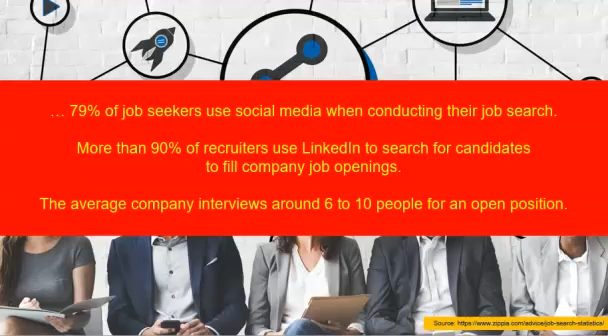 … 79% of job seekers use social media when conducting their job search.
More than 90% of recruiters use LinkedIn to search for candidates
to fill company job openings.
The average company interviews around 6 to 10 people for an open position.
Source: https://www.zippia.com/advice/job-search-statistics/